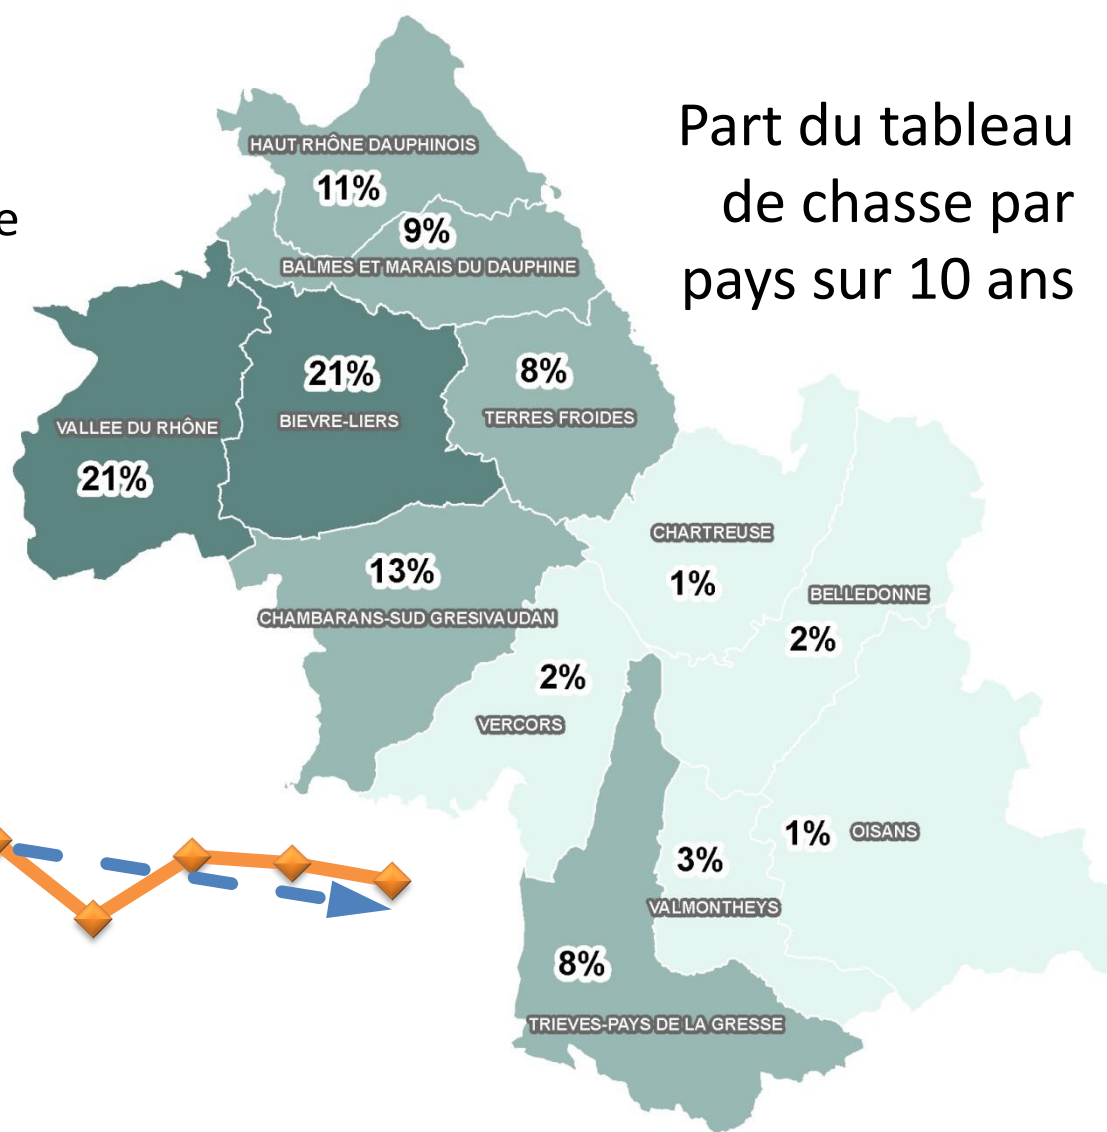 Part du tableau
de chasse par
pays sur 10 ans
e
HAUT RHÔNE DAUPHINOIS
11%
9%
BALMES ET MARAIS DU DAUPHINE
21%
BIEVRE-LIERS
8%
TERRES FROIDES
VALLEE DU RHÔNE
21%
CHARTREUSE
1%
13%
CHAMBARANS-SUD GRESIVAUDAN
BELLEDONNE
2%
2%
VERCORS
1% OISANS
3%
VALMONTHEYS
8%
TRIEVES-PAYS DE LA GRESSE